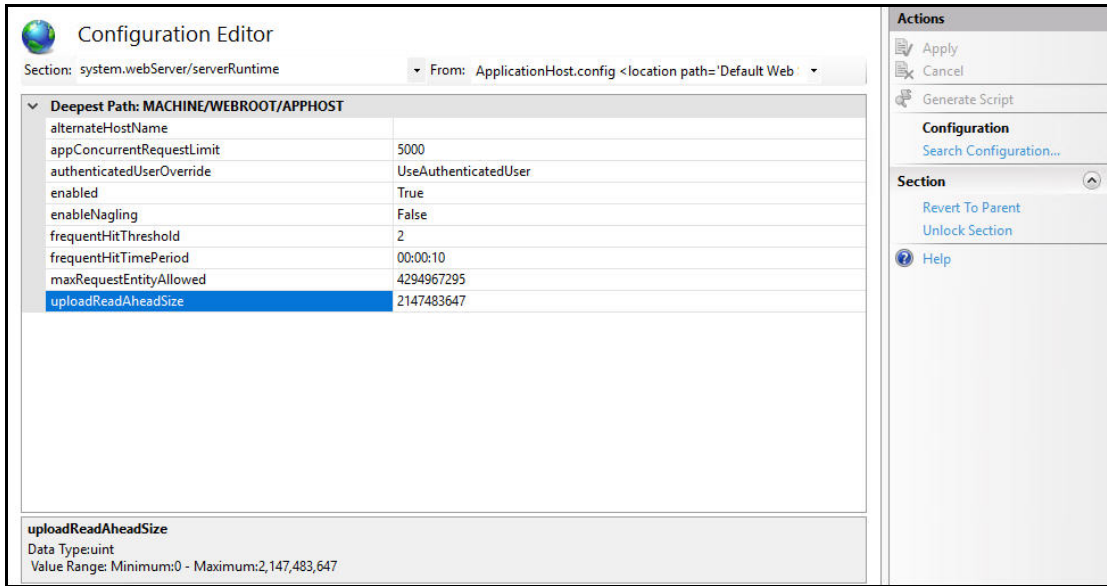 Configuration Editor
Section: system.webServer/serverRuntime From: ApplicationHost.config <location path='Default Web
Deepest Path: MACHINE/WEBROOT/APPHOST
alternateHostName
appConcurrentRequestLimit 5000
authenticatedUserOverride UseAuthenticatedUser
enabled True
enableNagling False
frequentHitThreshold 2
frequentHitTimePeriod 00:00:10
maxRequestEntityAllowed 4294967295
uploadReadAheadSize 2147483647
uploadReadAheadSize
Data Type:uint
Value Range: Minimum:0 - Maximum:2,147,483,647
Actions
Apply
Cancel
Generate Script
Configuration
Search Configuration...
Section
Revert To Parent
Unlock Section
Help